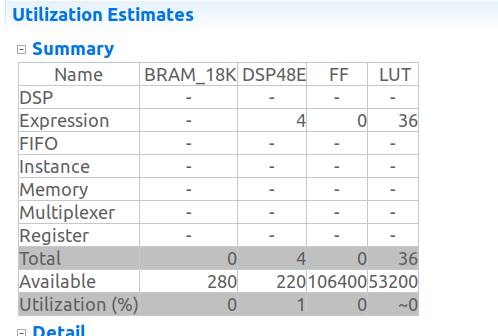 Utilization Estimates
Summary
Name BRAM_18K DSP48E FF LUT
DSP - - - -
Expression - 4 0 36
FIFO - - - -
Instance - - - -
Memory - - - -
Multiplexer - - - -
Register - - - -
Total 0 4 0 36
Available 280 220 106400 53200
Utilization (%) 0 1 0 ~0
Detail